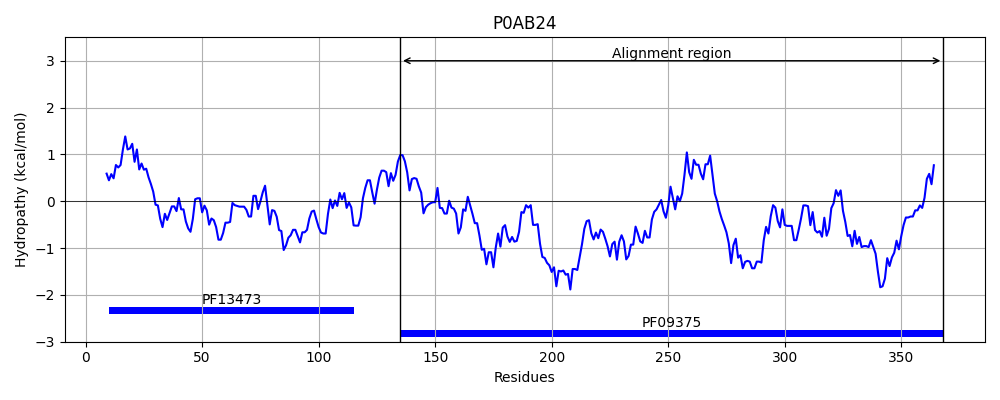 P0AB24
Alignment region
Hydropathy (kcal/mol)
3
2
1
0
−1
−2
−3
PF13473
PF09375
0 50 100 150 200 250 300 350
Residues